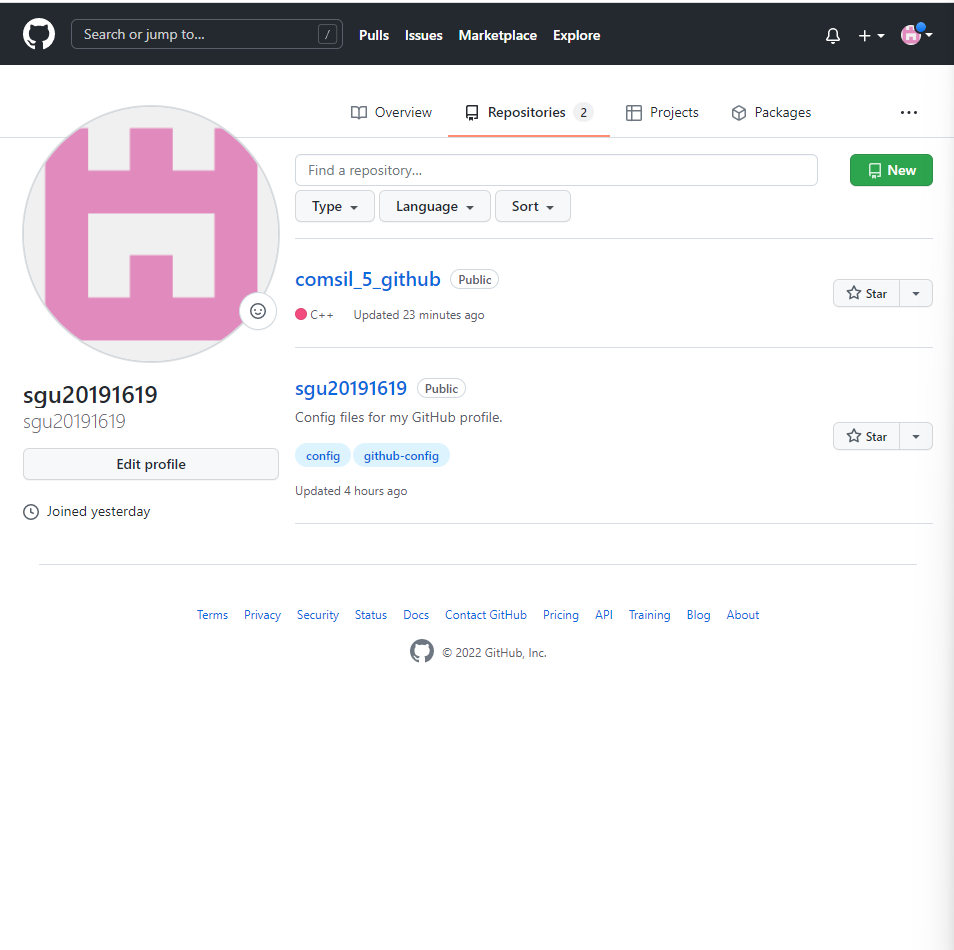 Search or jump to... / Pulls Issues Marketplace Explore
Overview Repositories 2 Projects Packages
Find a repository... New
Type Language Sort
comsil_5_github Public
Star
C++ Updated 23 minutes ago
sgu20191619 Public
Config files for my GitHub profile.
Star
config github-config
Updated 4 hours ago
sgu20191619
sgu20191619
Edit profile
Joined yesterday
Terms Privacy Security Status Docs Contact GitHub Pricing API Training Blog About
© 2022 GitHub, Inc.